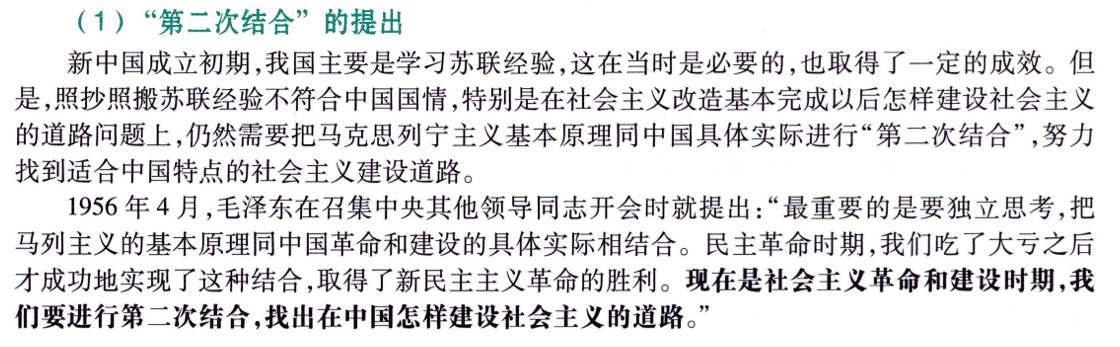 （1）“第二次结合”的提出
新中国成立初期，我国主要是学习苏联经验，这在当时是必要的，也取得了一定的成效。但
是，照抄照搬苏联经验不符合中国国情，特别是在社会主义改造基本完成以后怎样建设社会主义
的道路问题上，仍然需要把马克思列宁主义基本原理同中国具体实际进行“第二次结合”，努力
找到适合中国特点的社会主义建设道路。
1956年4月，毛泽东在召集中央其他领导同志开会时就提出：“最重要的是要独立思考，把
马列主义的基本原理同中国革命和建设的具体实际相结合。民主革命时期，我们吃了大亏之后
才成功地实现了这种结合，取得了新民主主义革命的胜利。现在是社会主义革命和建设时期，我
们要进行第二次结合，找出在中国怎样建设社会主义的道路。”